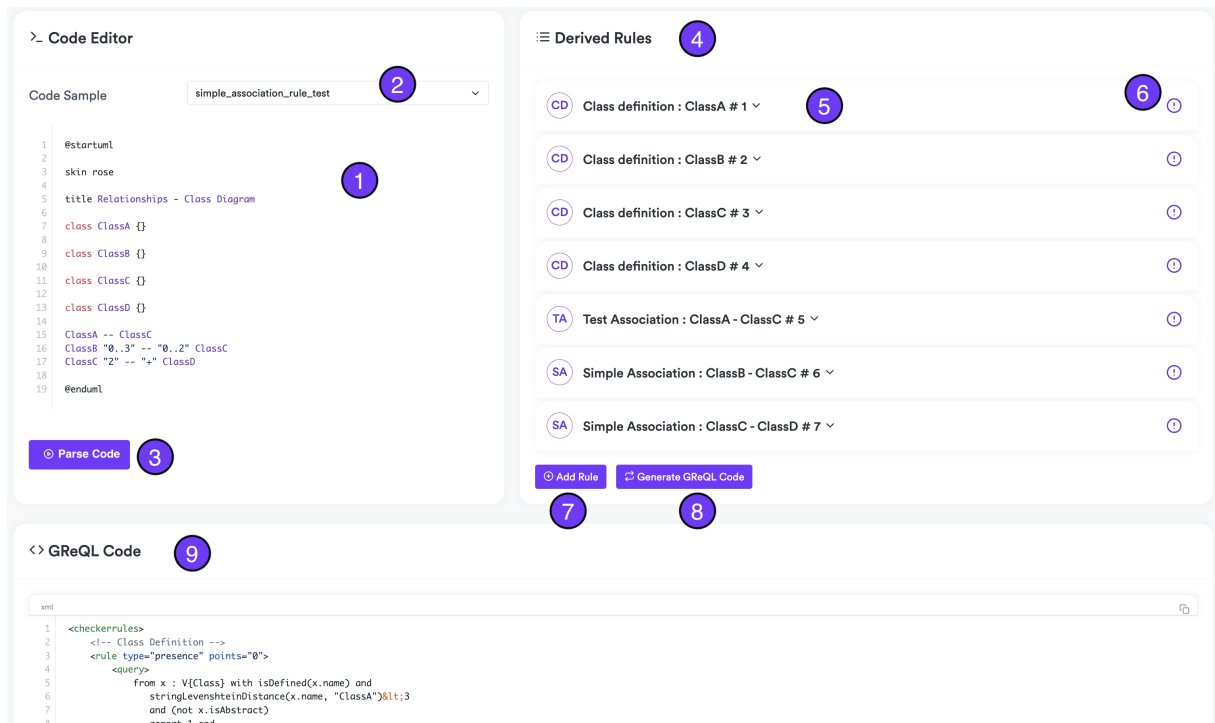 >_ Code Editor
Code Sample
simple_association_rule_test
2
1
1 @startuml
2
3 skin rose
4
5 title Relationships - Class Diagram
6
7 class ClassA {}
8
9 class ClassB {}
10
11 class ClassC {}
12
13 class ClassD {}
14
15 ClassA -- ClassC
16 ClassB "0..3" -- "0..2" ClassC
17 ClassC "2" -- "+" ClassD
18
19 @enduml
Parse Code
3
Derived Rules
4
CD Class definition : ClassA # 1
5
6
CD Class definition : ClassB # 2
CD Class definition : ClassC # 3
CD Class definition : ClassD # 4
TA Test Association : ClassA - ClassC # 5
SA Simple Association : ClassB - ClassC # 6
SA Simple Association : ClassC - ClassD # 7
Add Rule
Generate GReQL Code
7
8
<> GReQL Code
9
xml
1 <checkerrules>
2 <!-- Class Definition -->
3 <rule type="presence" points="0">
4 <query>
5 from x : V{Class} with isDefined(x.name) and
6 stringLevenshteinDistance(x.name, "ClassA")&lt;3
7 and (not x.isAbstract)
8 report 1 end